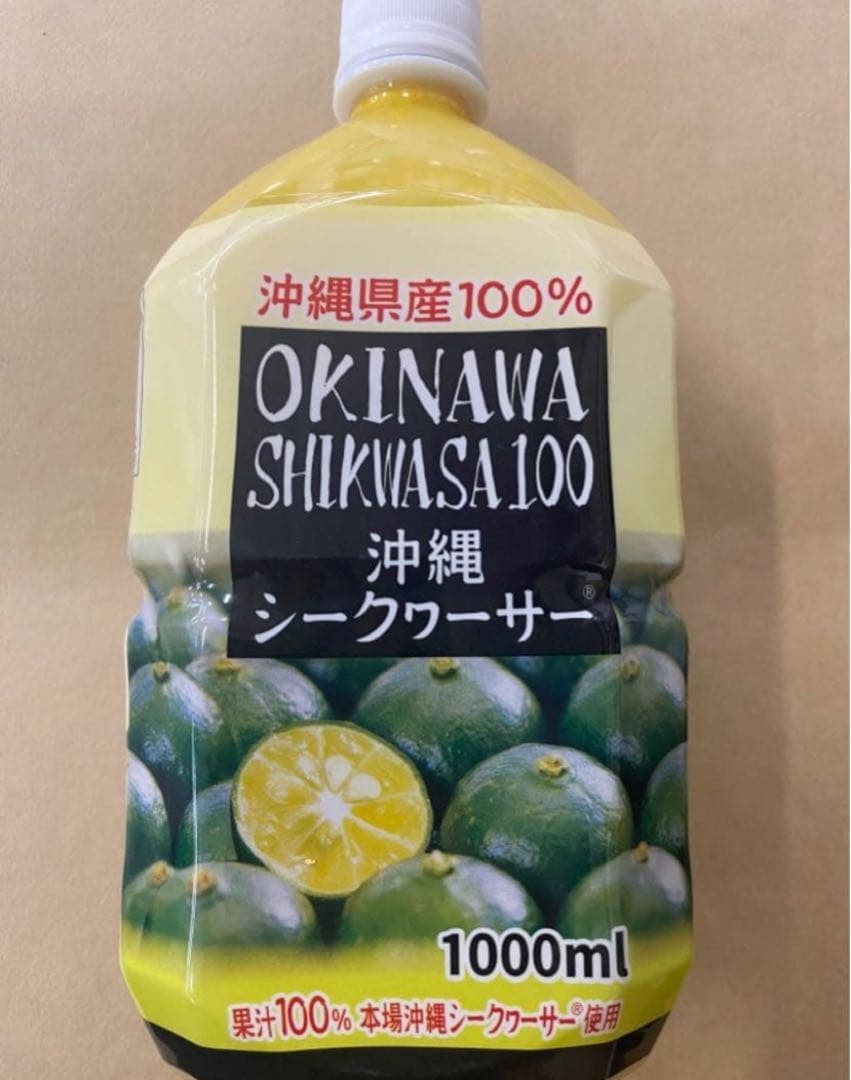 沖縄県産100%
OKINAWA
SHIKWASA100
沖縄
シークヮーサー®
1000ml
果汁100% 本場沖縄シークヮーサー®使用